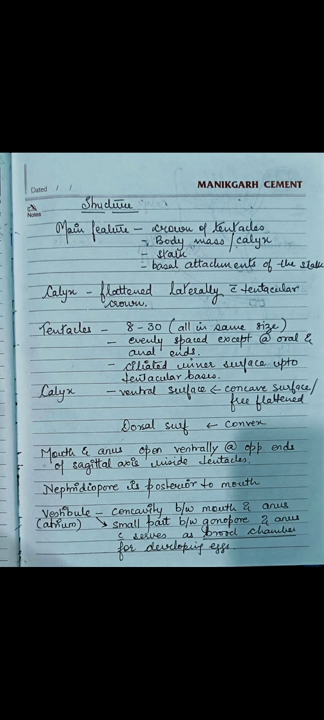 MANIKGARH CEMENT
Dated / /
Notes
Structure
Main feature – crown of tentacles
- Body mass/calyx
- stalk
- basal attachments of the stalk
Calyx - flattened laterally c̄ tentacular
crown.
Tentacles - 8-30 (all in same size)
- evenly spaced except @ oral &
anal ends.
- ciliated inner surface upto
tentacular bases.
Calyx - ventral surface ← concave surface/
free flattened
Dorsal surf ← convex
Mouth & anus open ventrally @ opp ends
of sagittal axis inside tentacles.
Nephridiopore is posterior to mouth
Vestibule – concavity b/w mouth & anus
(atrium) ↘ small part b/w gonopore & anus
c serves as brood chamber
for developing eggs.